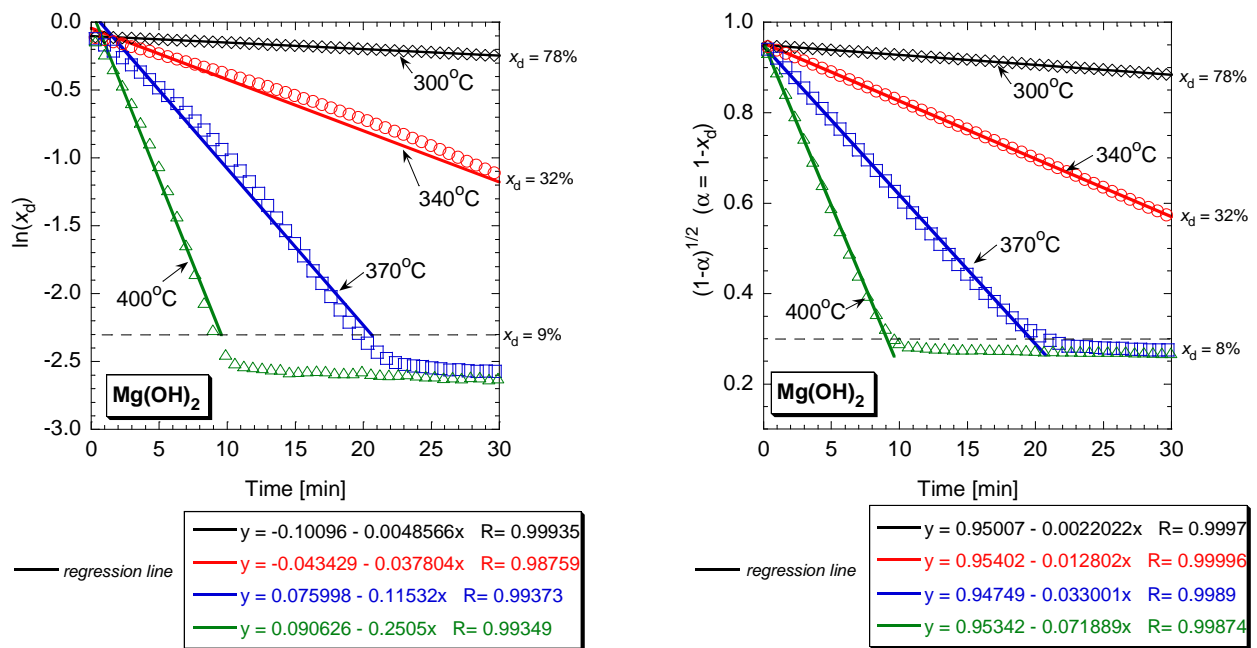 0.0
-0.5
-1.0
-1.5
-2.0
-2.5
-3.0
ln(x_d)
300°C
340°C
370°C
400°C
x_d = 78%
x_d = 32%
x_d = 9%
Mg(OH)₂
0 5 10 15 20 25 30
Time [min]
regression line
y = -0.10096 - 0.0048566x R= 0.99935
y = -0.043429 - 0.037804x R= 0.98759
y = 0.075998 - 0.11532x R= 0.99373
y = 0.090626 - 0.2505x R= 0.99349
1.0
0.8
0.6
0.4
0.2
(1-α)^1/2 (α = 1-x_d)
300°C
340°C
370°C
400°C
x_d = 78%
x_d = 32%
x_d = 8%
Mg(OH)₂
0 5 10 15 20 25 30
Time [min]
regression line
y = 0.95007 - 0.0022022x R= 0.9997
y = 0.95402 - 0.012802x R= 0.99996
y = 0.94749 - 0.033001x R= 0.9989
y = 0.95342 - 0.071889x R= 0.99874